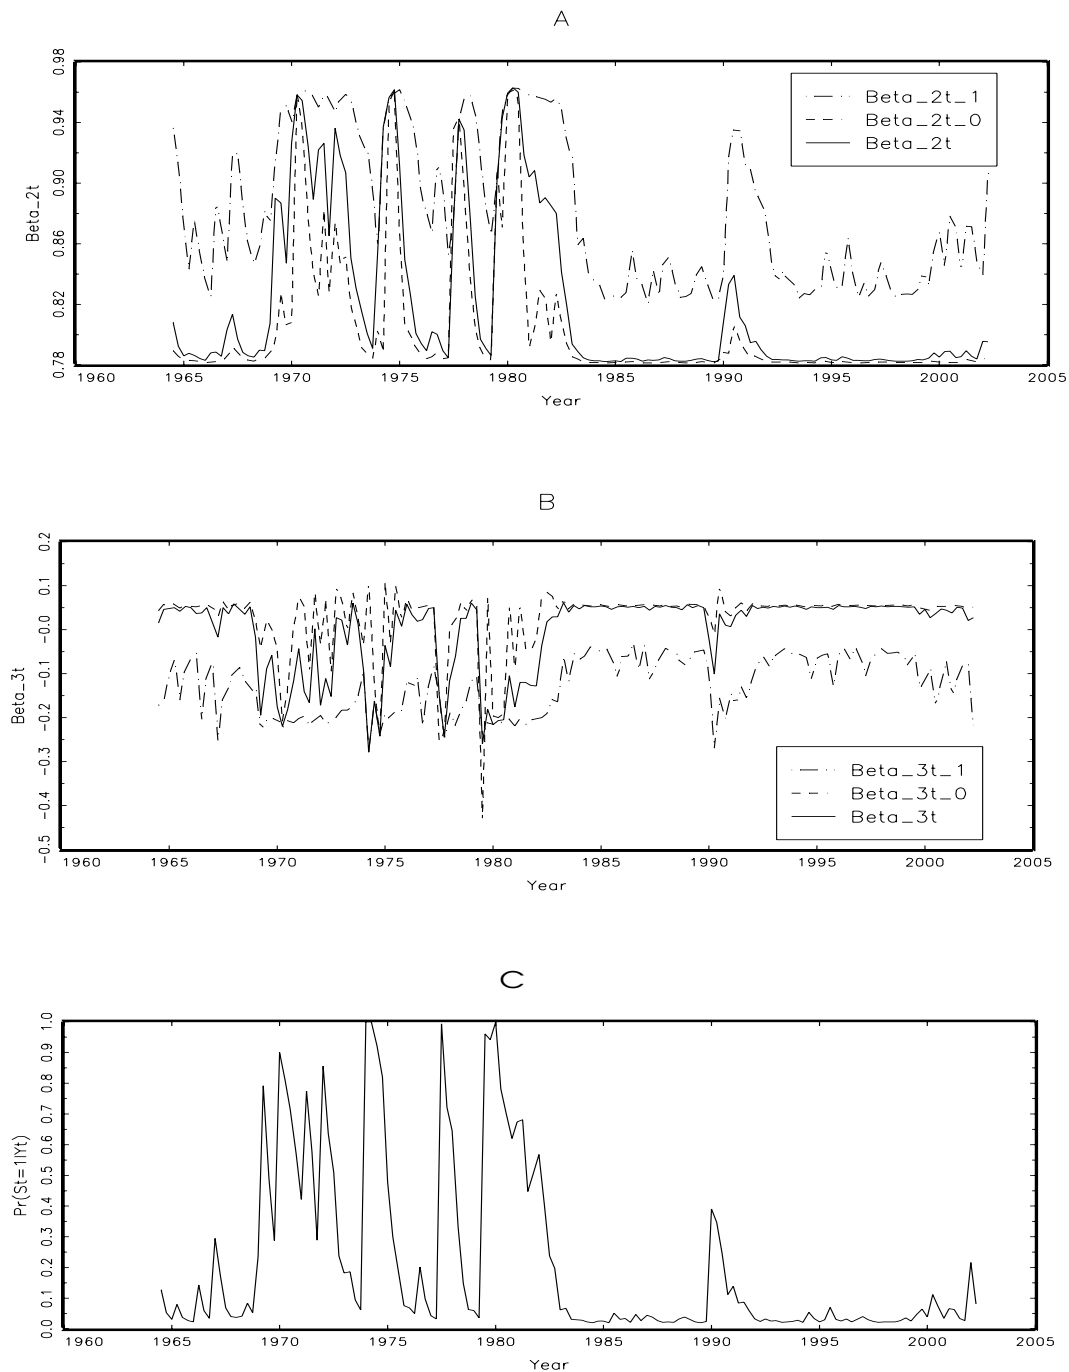 A
0.98
0.94
0.90
0.86
0.82
0.78
Beta_2t
Beta_2t_1
Beta_2t_0
Beta_2t
1960 1965 1970 1975 1980 1985 1990 1995 2000 2005
Year
B
0.2
0.1
-0.0
-0.1
-0.2
-0.3
-0.4
-0.5
Beta_3t
Beta_3t_1
Beta_3t_0
Beta_3t
1960 1965 1970 1975 1980 1985 1990 1995 2000 2005
Year
C
1.0
0.9
0.8
0.7
0.6
0.5
0.4
0.3
0.2
0.1
0.0
Pr(St=1|Yt)
1960 1965 1970 1975 1980 1985 1990 1995 2000 2005
Year